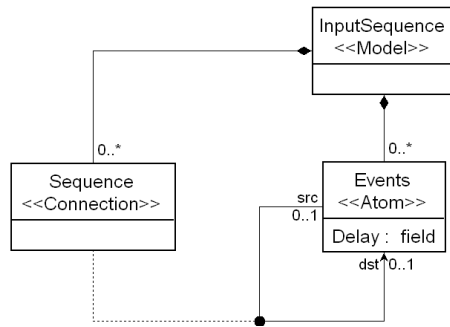 InputSequence
<<Model>>
0..*
0..*
Sequence
<<Connection>>
Events
<<Atom>>
Delay : field
src
0..1
dst 0..1